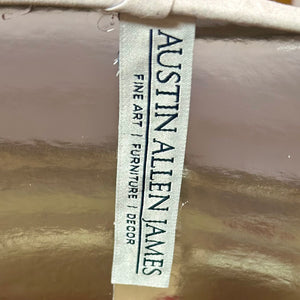 AUSTIN ALLEN JAMES
FINE ART | FURNITURE | DECOR